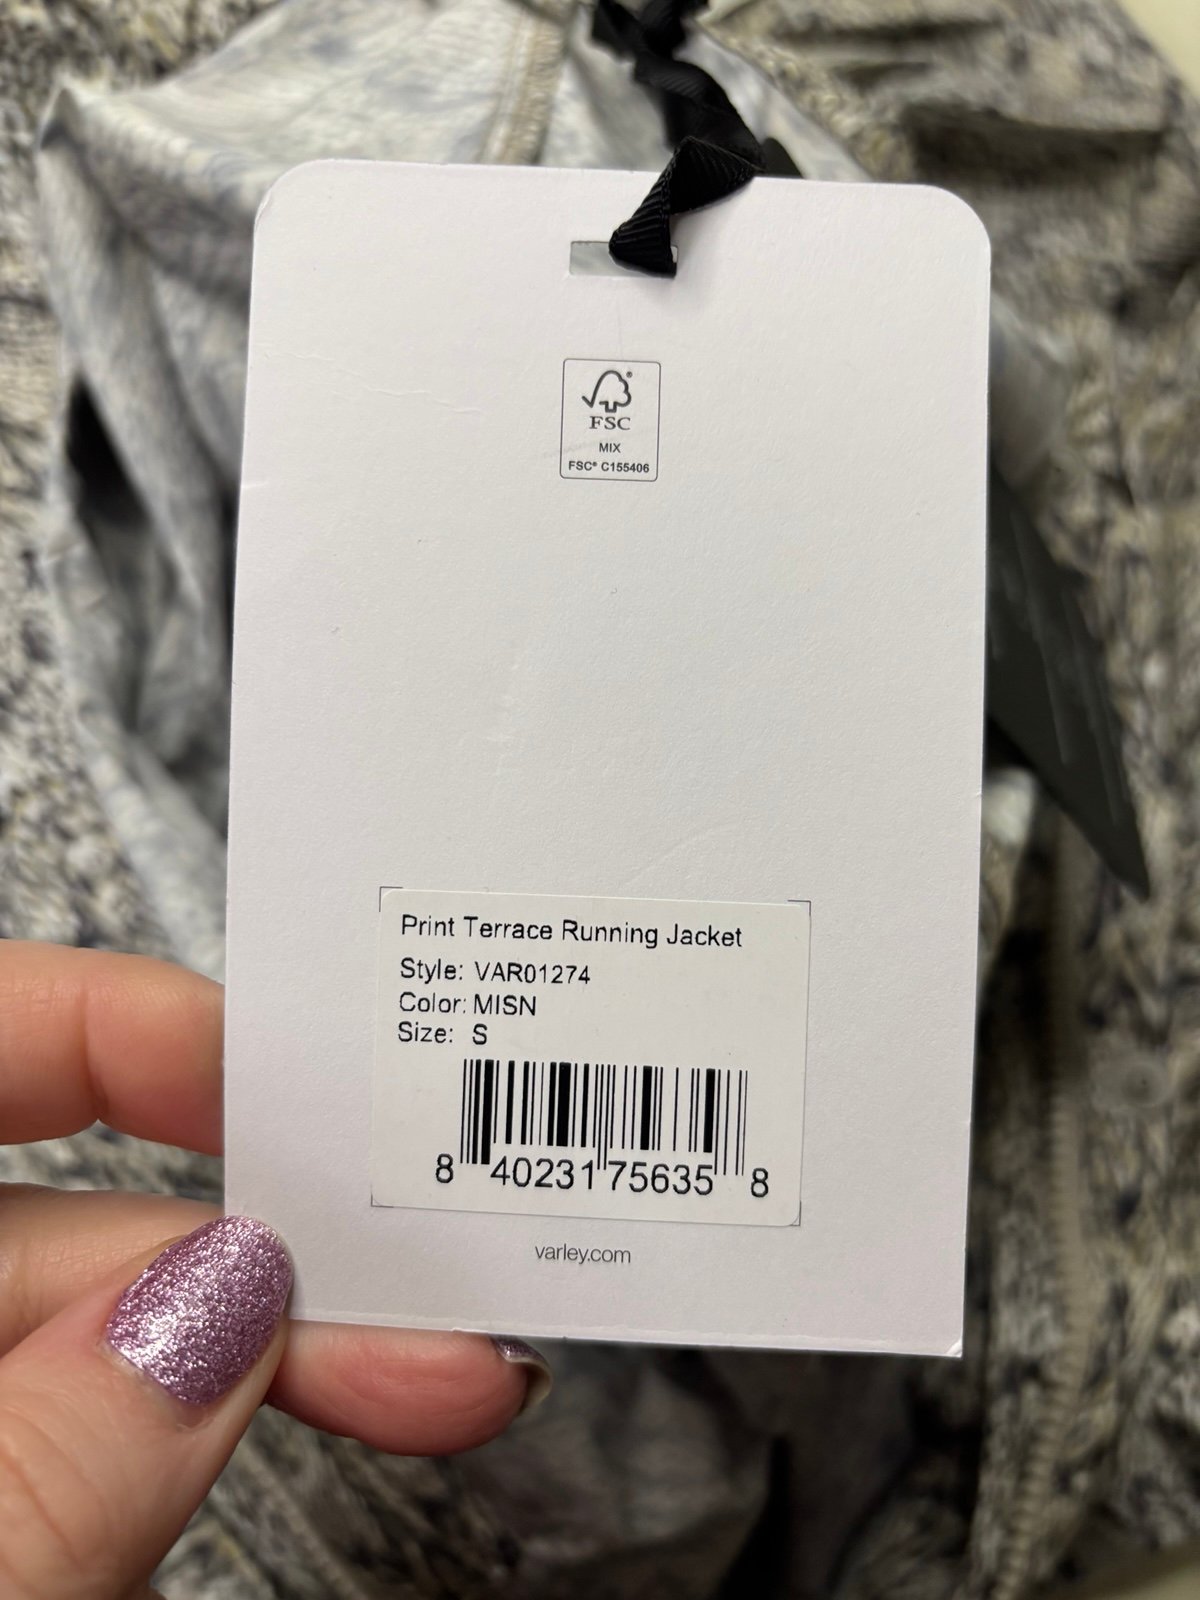 FSC
MIX
FSC® C155406
Print Terrace Running Jacket
Style: VAR01274
Color: MISN
Size: S
8 40231 75635 8
varley.com